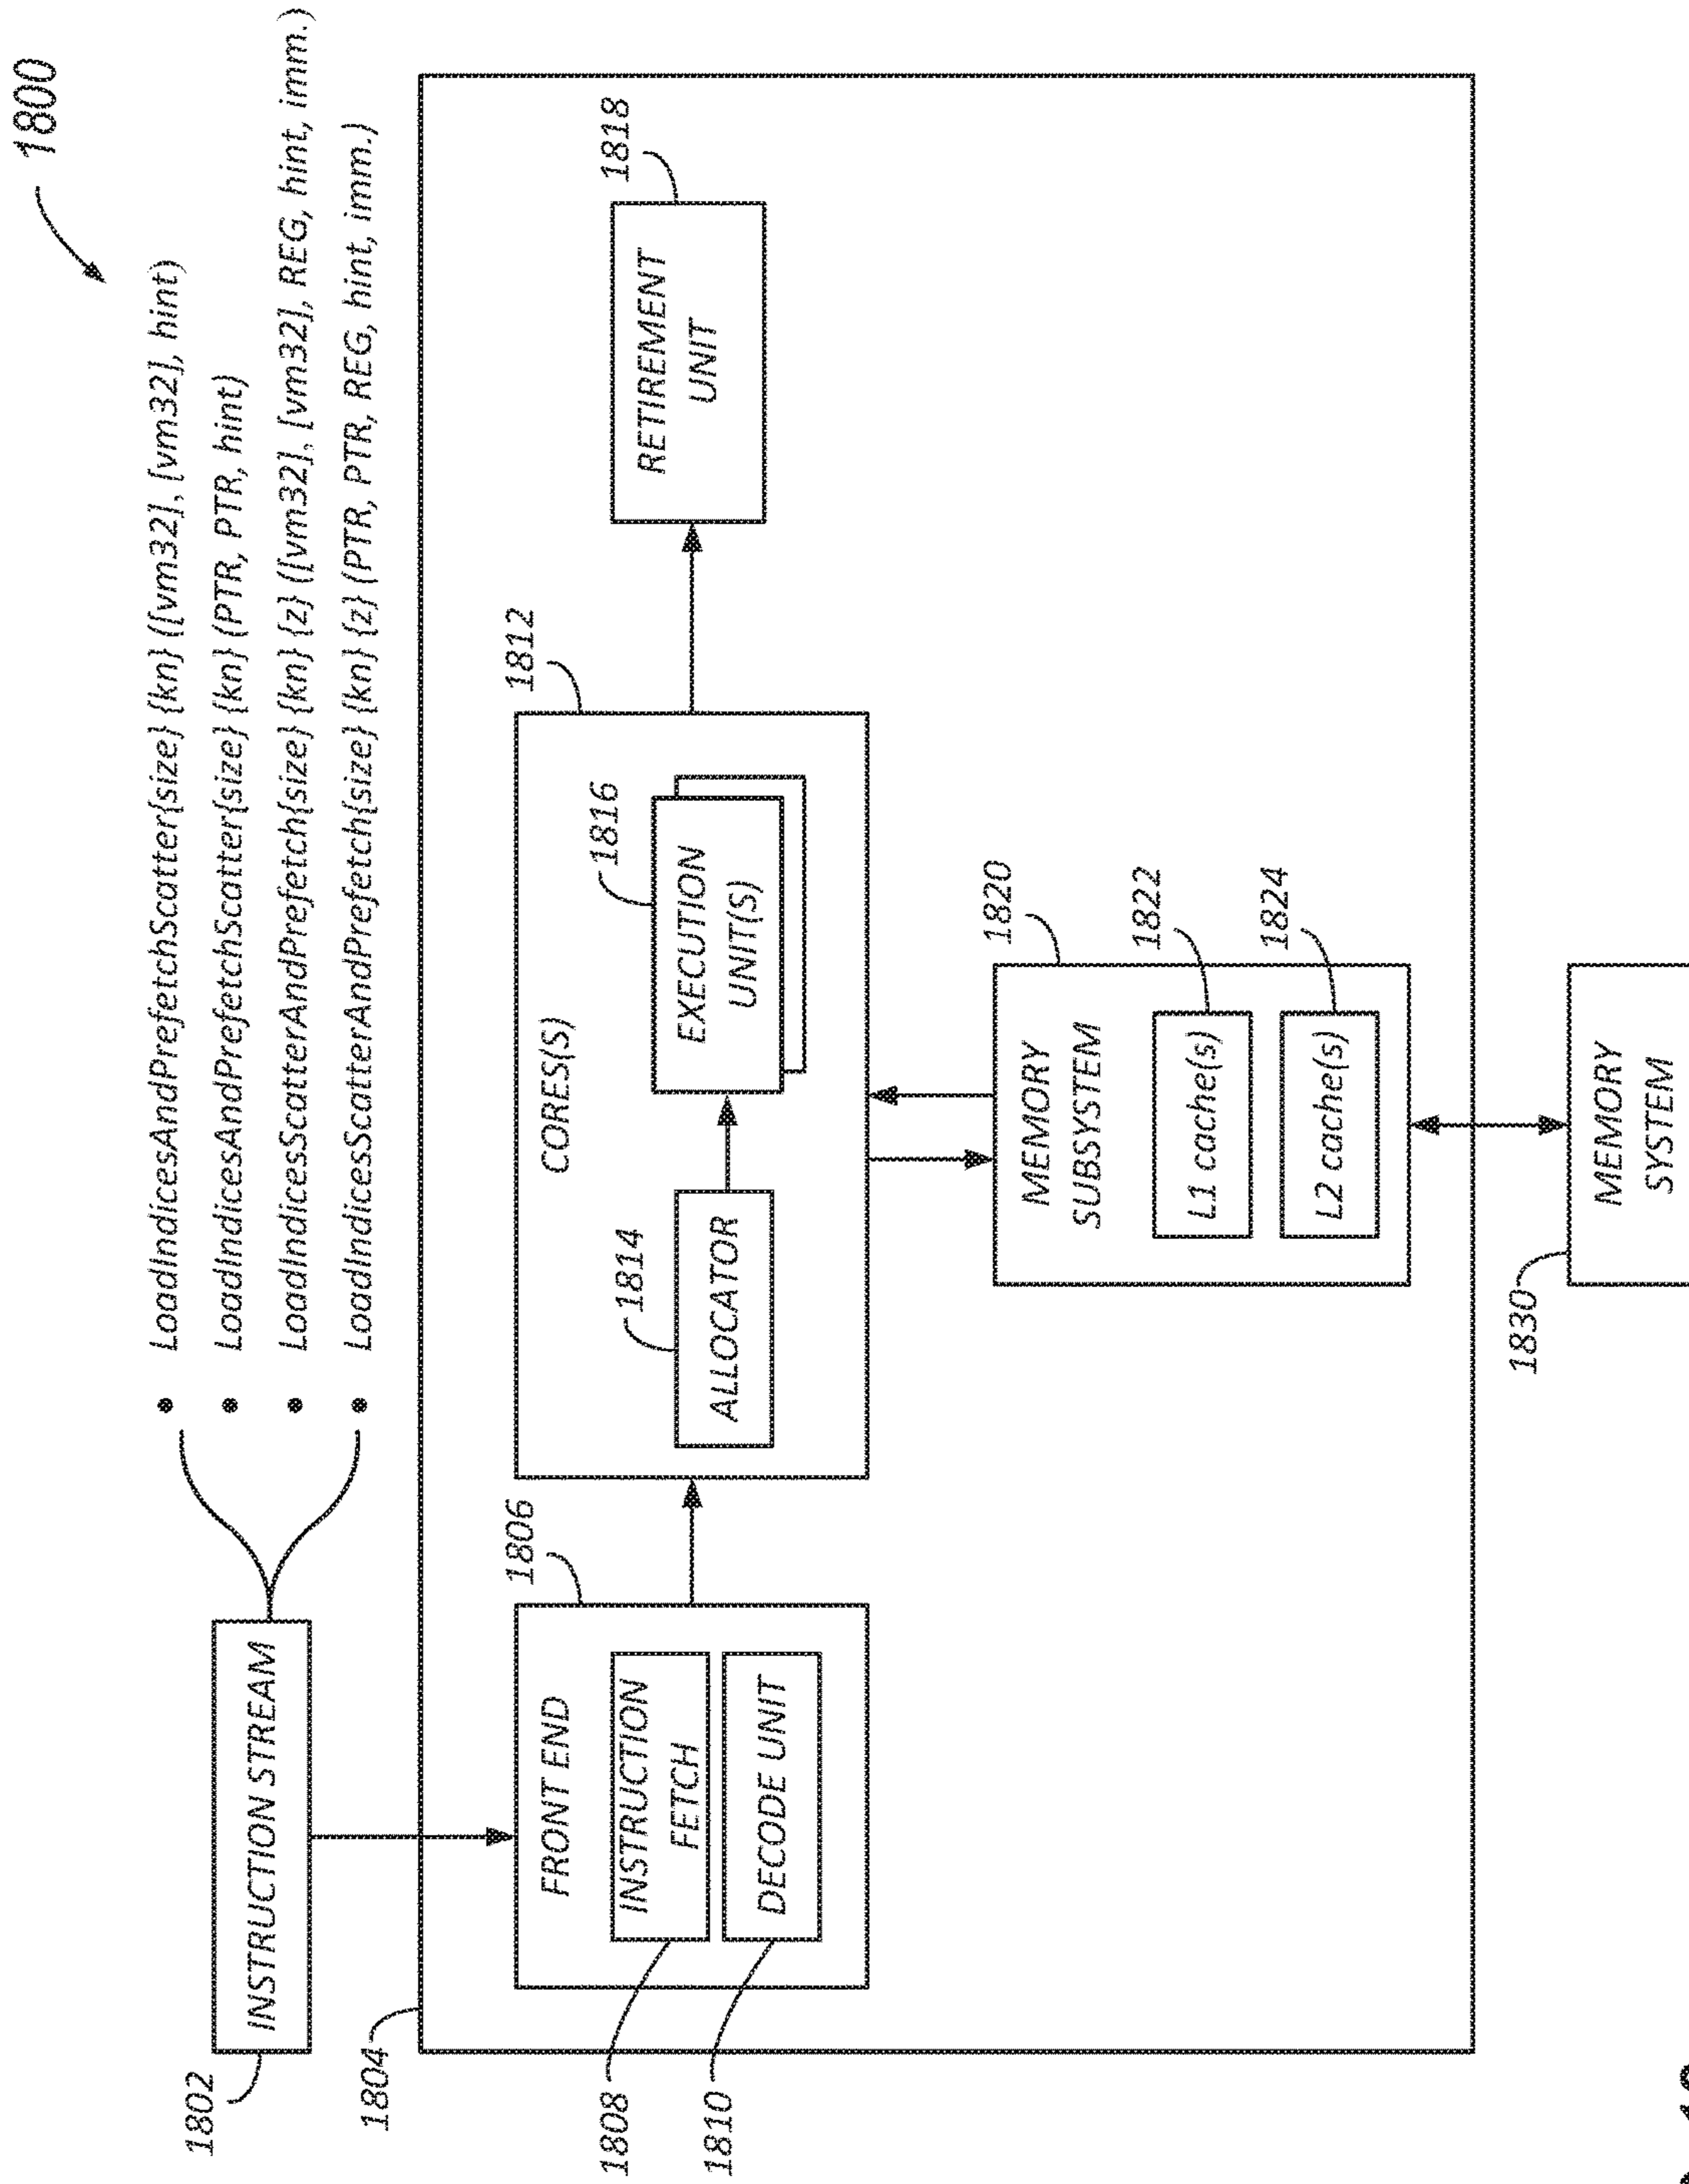 1800
LoadIndicesAndPrefetchScatter{size} {kn} ([vm32], [vm32], hint)
LoadIndicesAndPrefetchScatter{size} {kn} (PTR, PTR, hint)
LoadIndicesScatterAndPrefetch{size} {kn} {z} ([vm32], [vm32], REG, hint, imm.)
LoadIndicesScatterAndPrefetch{size} {kn} {z} (PTR, PTR, REG, hint, imm.)
1802
INSTRUCTION STREAM
1804
1806
FRONT END
1808
INSTRUCTION
FETCH
1810
DECODE UNIT
1812
CORES(S)
1814
ALLOCATOR
1816
EXECUTION
UNIT(S)
1818
RETIREMENT
UNIT
1820
MEMORY
SUBSYSTEM
1822
L1 cache(s)
1824
L2 cache(s)
1830
MEMORY
SYSTEM